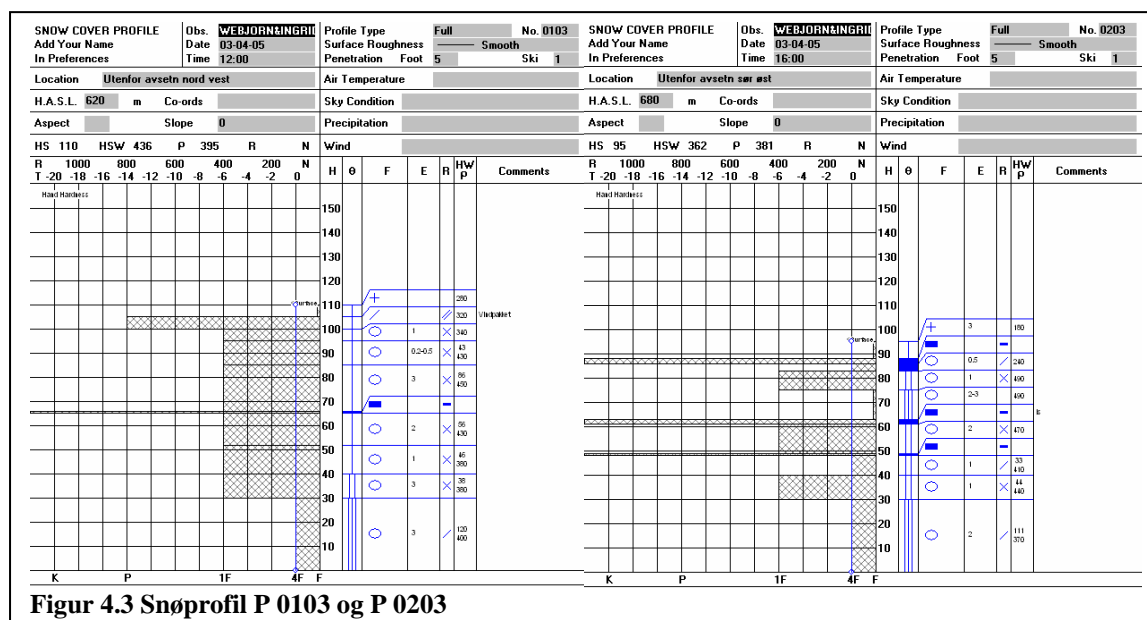 SNOW COVER PROFILE Obs. WEBJORN&INGRI Profile Type Full No. 0103
Add Your Name Date 03-04-05 Surface Roughness Smooth
In Preferences Time 12:00 Penetration Foot 5 Ski 1
Location Utenfor avsetn nord vest Air Temperature
H.A.S.L. 620 m Co-ords Sky Condition
Aspect Slope 0 Precipitation
HS 110 HSW 436 P 395 R N Wind
R 1000 800 600 400 200 N
T -20 -18 -16 -14 -12 -10 -8 -6 -4 -2 0 H θ F E R HW ρ Comments
Hand Hardness
150
140
130
120
110 + 280
Surface
/ 320 Vindpakket
100 1 340
90 0.2-0.5 43 430
80 3 86 450
70
60 2 56 430
50 1 46 380
40 3 38 380
30
20 3 120 400
10
K P 1F 4F F
SNOW COVER PROFILE Obs. WEBJORN&INGRI Profile Type Full No. 0203
Add Your Name Date 03-04-05 Surface Roughness Smooth
In Preferences Time 16:00 Penetration Foot 5 Ski 1
Location Utenfor avsetn sør øst Air Temperature
H.A.S.L. 680 m Co-ords Sky Condition
Aspect Slope 0 Precipitation
HS 95 HSW 362 P 381 R N Wind
R 1000 800 600 400 200 N
T -20 -18 -16 -14 -12 -10 -8 -6 -4 -2 0 H θ F E R HW ρ Comments
Hand Hardness
150
140
130
120
110
100 + 3 180
Surface
90
0.5 240
80 1 490
2-3 490
70
60 2 470
50
1 33 410
40 1 44 440
30
20 2 111 370
10
K P 1F 4F F
Figur 4.3 Snøprofil P 0103 og P 0203